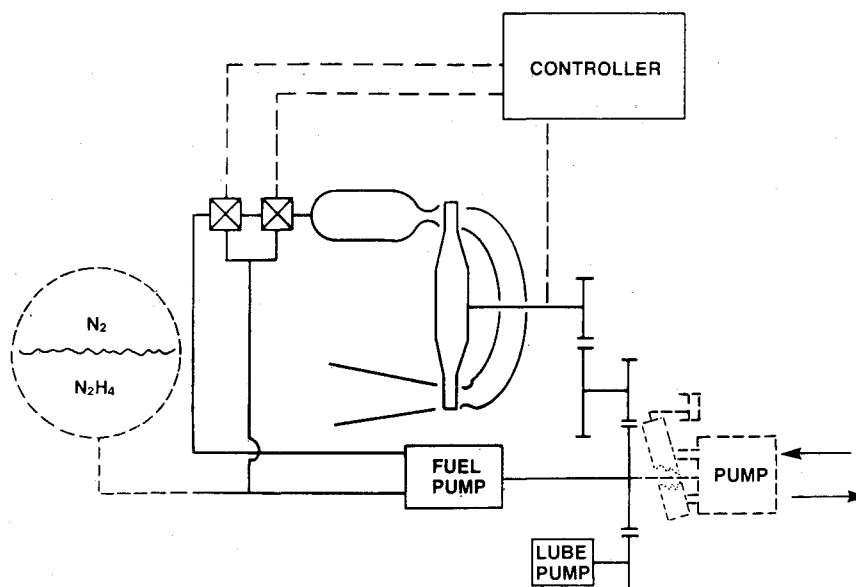 CONTROLLER
N₂
N₂H₄
FUEL
PUMP
PUMP
LUBE
PUMP